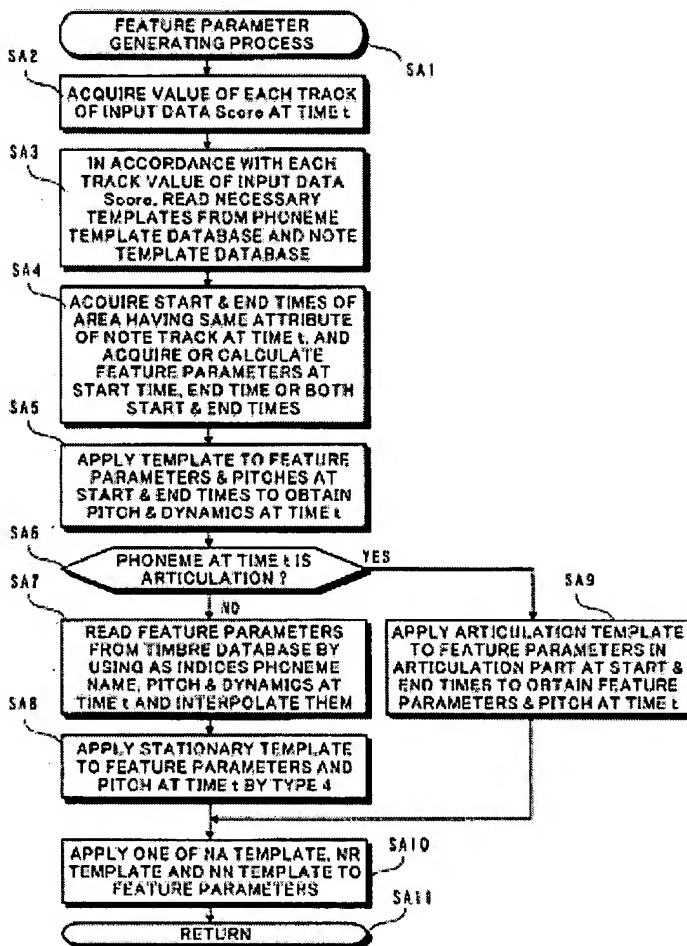 FEATURE PARAMETER
GENERATING PROCESS
SA1
SA2
ACQUIRE VALUE OF EACH TRACK
OF INPUT DATA Score AT TIME t
SA3
IN ACCORDANCE WITH EACH
TRACK VALUE OF INPUT DATA
Score, READ NECESSARY
TEMPLATES FROM PHONEME
TEMPLATE DATABASE AND NOTE
TEMPLATE DATABASE
SA4
ACQUIRE START & END TIMES OF
AREA HAVING SAME ATTRIBUTE
OF NOTE TRACK AT TIME t, AND
ACQUIRE OR CALCULATE
FEATURE PARAMETERS AT
START TIME, END TIME OR BOTH
START & END TIMES
SA5
APPLY TEMPLATE TO FEATURE
PARAMETERS & PITCHES AT
START & END TIMES TO OBTAIN
PITCH & DYNAMICS AT TIME t
SA6
PHONEME AT TIME t IS
ARTICULATION ?
YES
NO
SA7
READ FEATURE PARAMETERS
FROM TIMBRE DATABASE BY
USING AS INDICES PHONEME
NAME, PITCH & DYNAMICS AT
TIME t AND INTERPOLATE THEM
SA9
APPLY ARTICULATION TEMPLATE
TO FEATURE PARAMETERS IN
ARTICULATION PART AT START &
END TIMES TO OBTAIN FEATURE
PARAMETERS & PITCH AT TIME t
SA8
APPLY STATIONARY TEMPLATE
TO FEATURE PARAMETERS AND
PITCH AT TIME t BY TYPE 4
SA10
APPLY ONE OF NA TEMPLATE, NR
TEMPLATE AND NN TEMPLATE TO
FEATURE PARAMETERS
SA11
RETURN